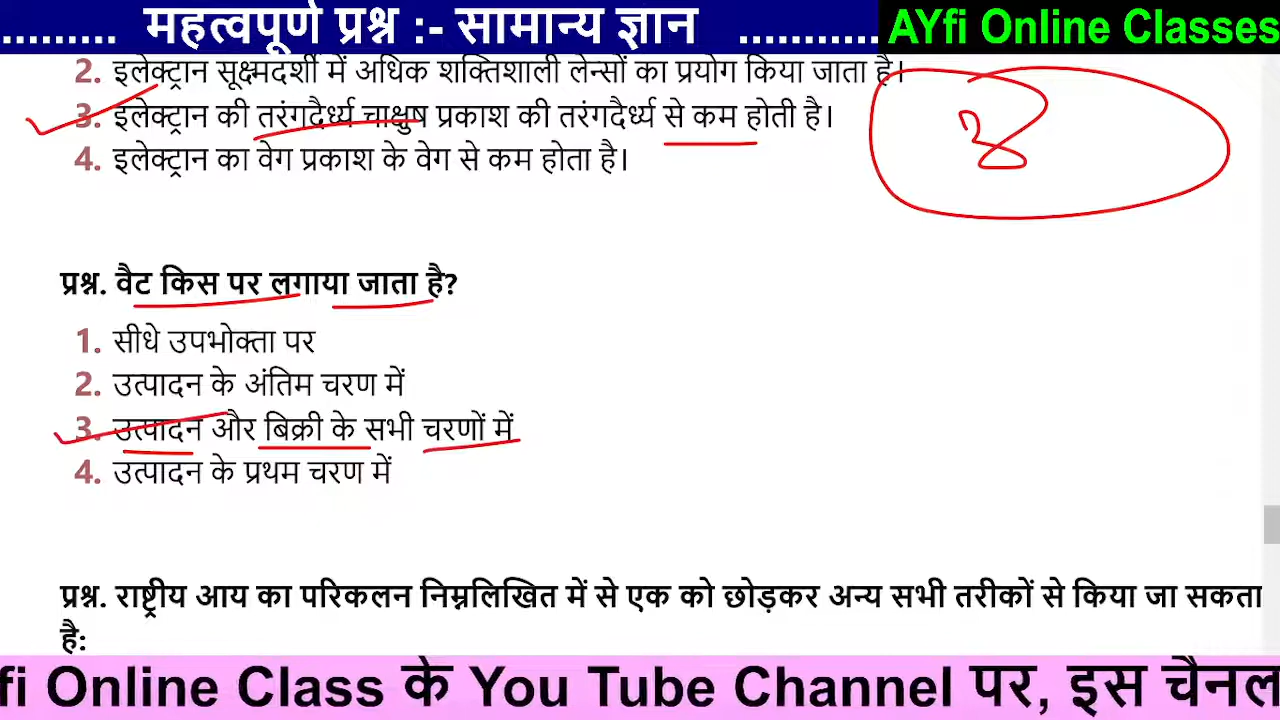 ......... महत्वपूर्ण प्रश्न :- सामान्य ज्ञान ........... AYfi Online Classes
2. इलेक्ट्रान सूक्ष्मदर्शी में अधिक शक्तिशाली लेन्सों का प्रयोग किया जाता है।
3. इलेक्ट्रान की तरंगदैर्ध्य चाक्षुष प्रकाश की तरंगदैर्ध्य से कम होती है।
4. इलेक्ट्रान का वेग प्रकाश के वेग से कम होता है।
प्रश्न. वैट किस पर लगाया जाता है?
1. सीधे उपभोक्ता पर
2. उत्पादन के अंतिम चरण में
3. उत्पादन और बिक्री के सभी चरणों में
4. उत्पादन के प्रथम चरण में
प्रश्न. राष्ट्रीय आय का परिकलन निम्नलिखित में से एक को छोड़कर अन्य सभी तरीकों से किया जा सकता
है:
fi Online Class के You Tube Channel पर, इस चैनल